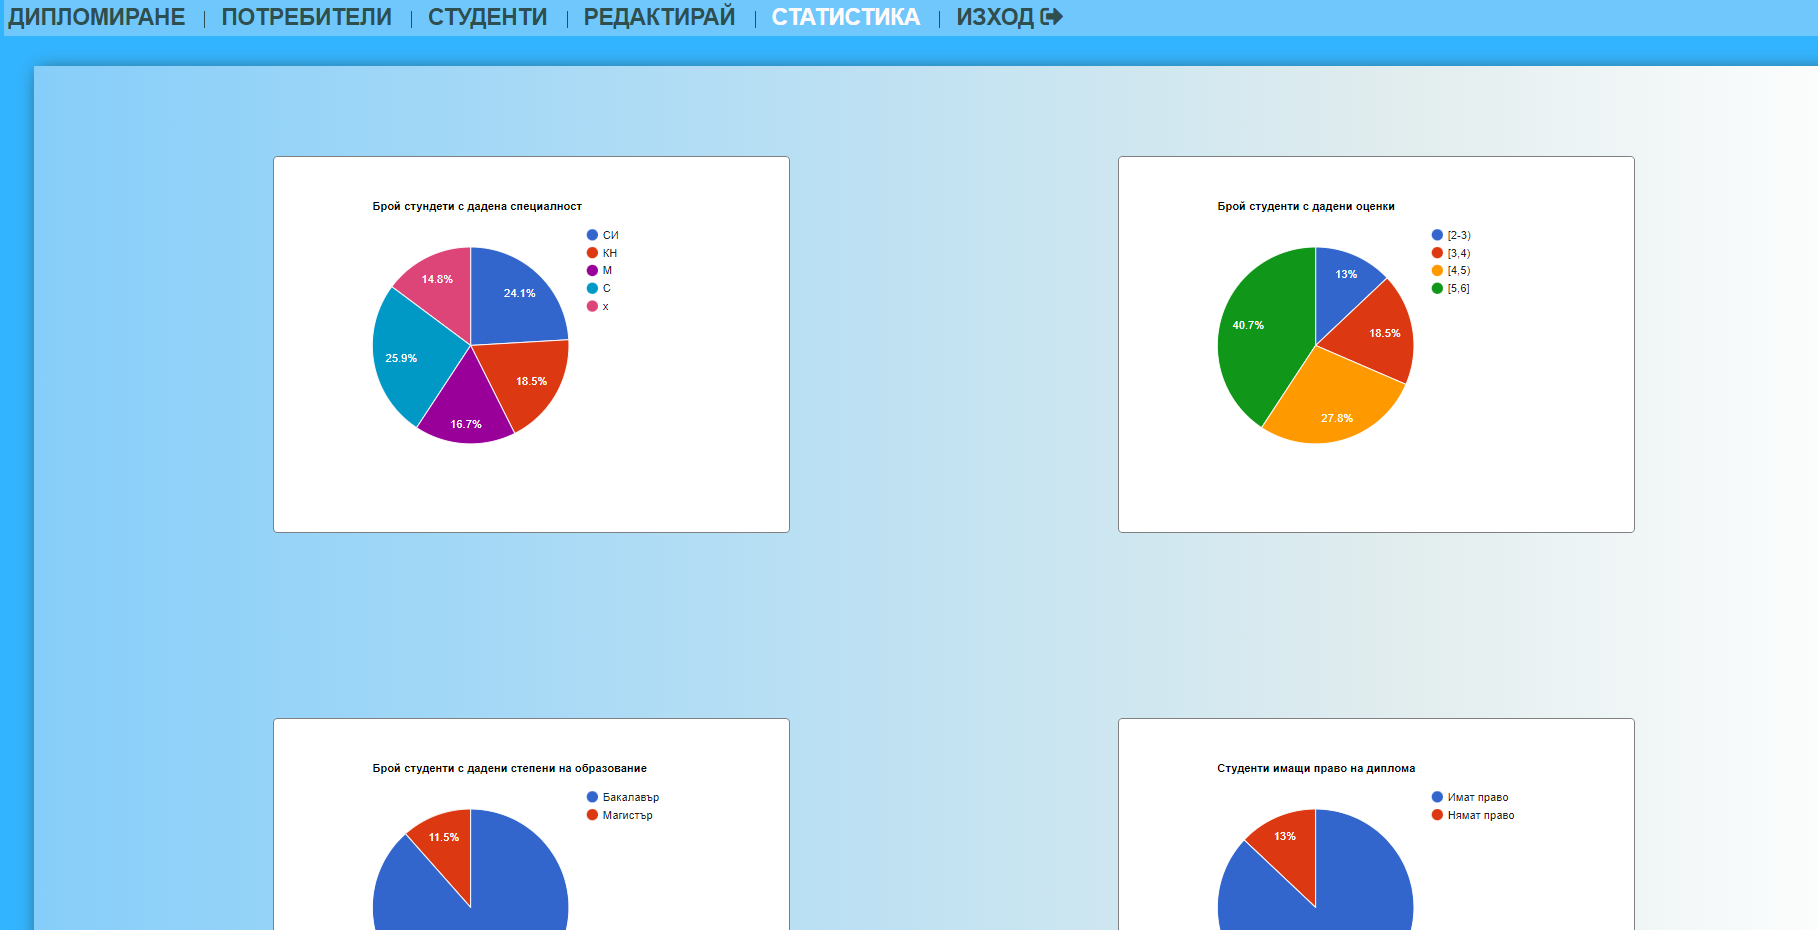 ДИПЛОМИРАНЕ | ПОТРЕБИТЕЛИ | СТУДЕНТИ | РЕДАКТИРАЙ | СТАТИСТИКА | ИЗХОД
Брой стундети с дадена специалност
СИ
КН
М
С
x
24.1%
18.5%
16.7%
25.9%
14.8%
Брой студенти с дадени оценки
[2-3)
[3,4)
[4,5)
[5,6]
13%
18.5%
27.8%
40.7%
Брой студенти с дадени степени на образование
Бакалавър
Магистър
11.5%
Студенти имащи право на диплома
Имат право
Нямат право
13%